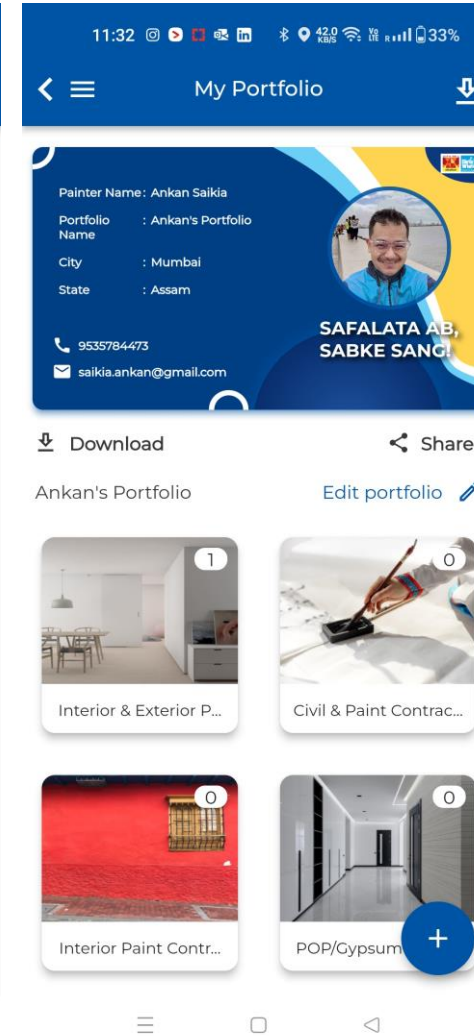 11:32 42.0 KB/S Vo LTE R 33%
My Portfolio
Painter Name: Ankan Saikia
Portfolio Name : Ankan's Portfolio
City : Mumbai
State : Assam
9535784473
saikia.ankan@gmail.com
SAFALATA AB,
SABKE SANG!
Download
Share
Ankan's Portfolio
Edit portfolio
1
0
Interior & Exterior P...
Civil & Paint Contrac...
0
0
Interior Paint Contr...
POP/Gypsum
+